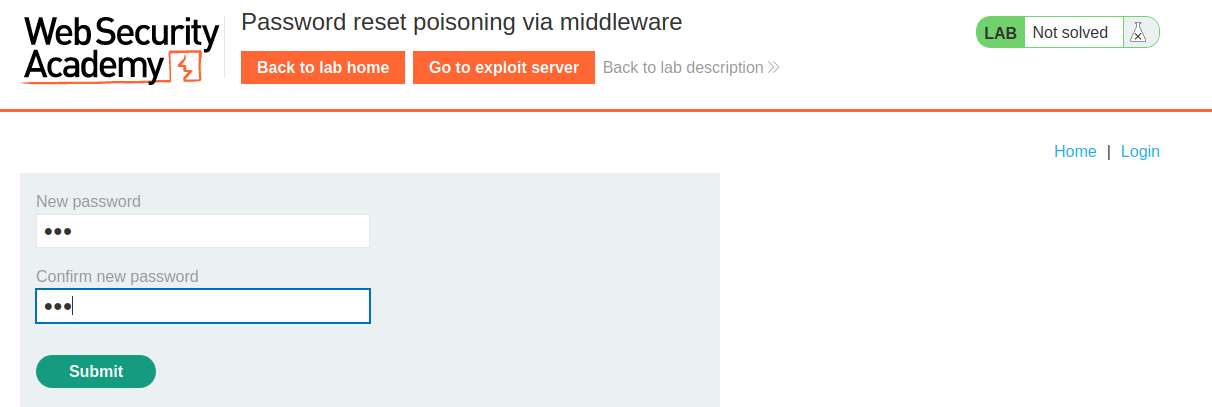 Web Security
Academy
Password reset poisoning via middleware
Back to lab home
Go to exploit server
Back to lab description
LAB
Not solved
Home | Login
New password
•••
Confirm new password
•••
Submit